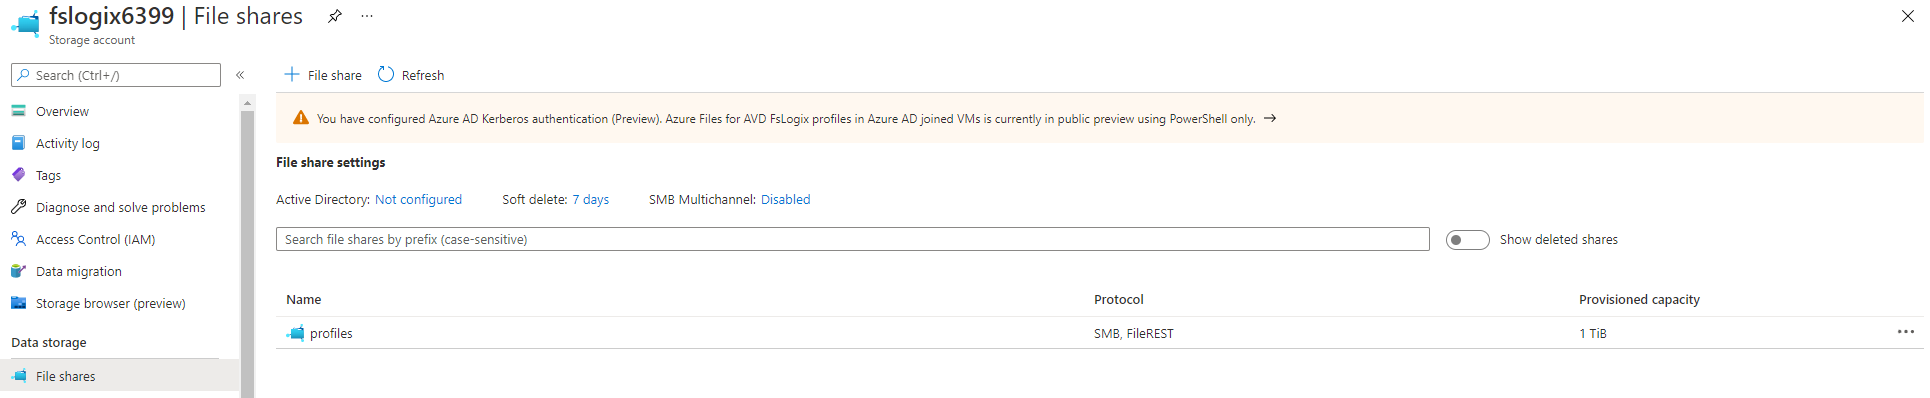 fslogix6399 | File shares
Storage account
Search (Ctrl+/)
Overview
Activity log
Tags
Diagnose and solve problems
Access Control (IAM)
Data migration
Storage browser (preview)
Data storage
File shares
File share
Refresh
You have configured Azure AD Kerberos authentication (Preview). Azure Files for AVD FsLogix profiles in Azure AD joined VMs is currently in public preview using PowerShell only.
File share settings
Active Directory: Not configured Soft delete: 7 days SMB Multichannel: Disabled
Search file shares by prefix (case-sensitive)
Show deleted shares
Name Protocol Provisioned capacity
profiles SMB, FileREST 1 TiB